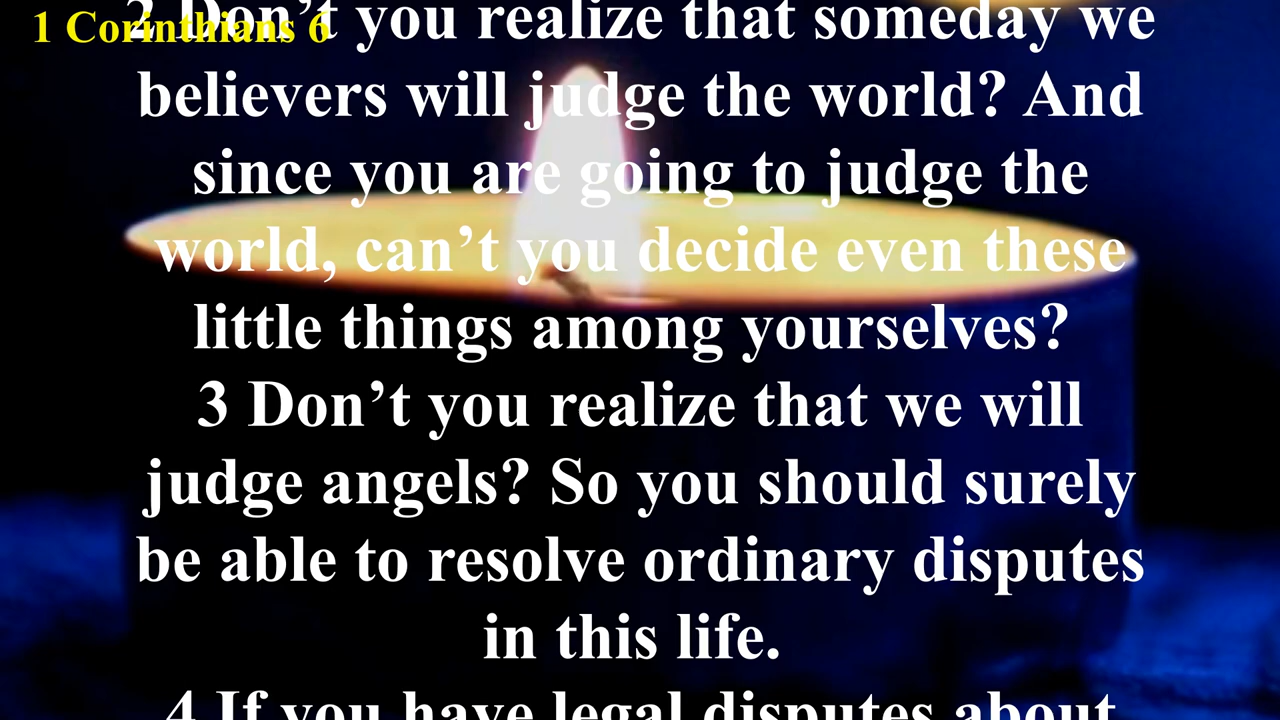 1 Corinthians 6
2 Don’t you realize that someday we
believers will judge the world? And
since you are going to judge the
world, can’t you decide even these
little things among yourselves?
3 Don’t you realize that we will
judge angels? So you should surely
be able to resolve ordinary disputes
in this life.
4 If you have legal disputes about